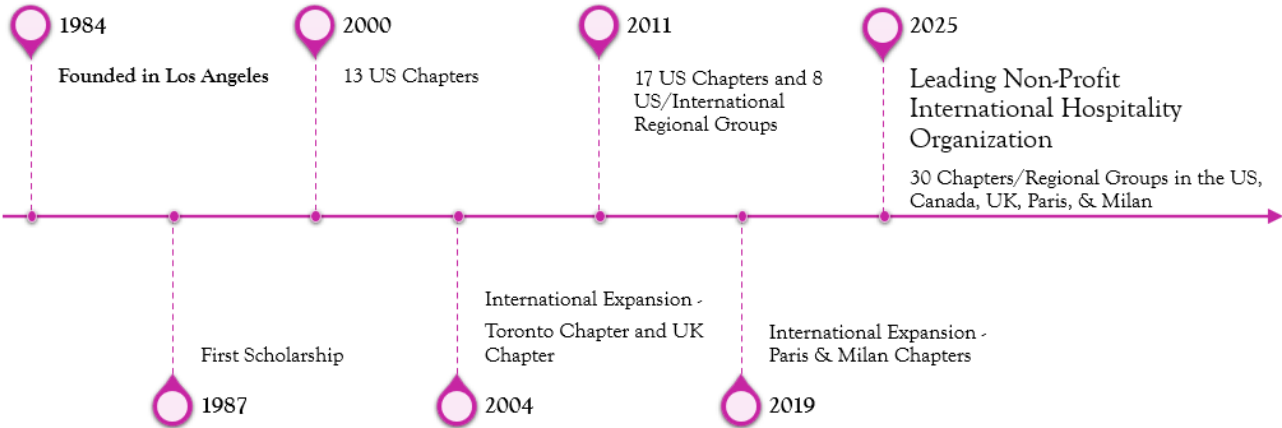 1984
Founded in Los Angeles
2000
13 US Chapters
2011
17 US Chapters and 8
US/International
Regional Groups
2025
Leading Non-Profit
International Hospitality
Organization
30 Chapters/Regional Groups in the US,
Canada, UK, Paris, & Milan
First Scholarship
1987
International Expansion -
Toronto Chapter and UK
Chapter
2004
International Expansion -
Paris & Milan Chapters
2019